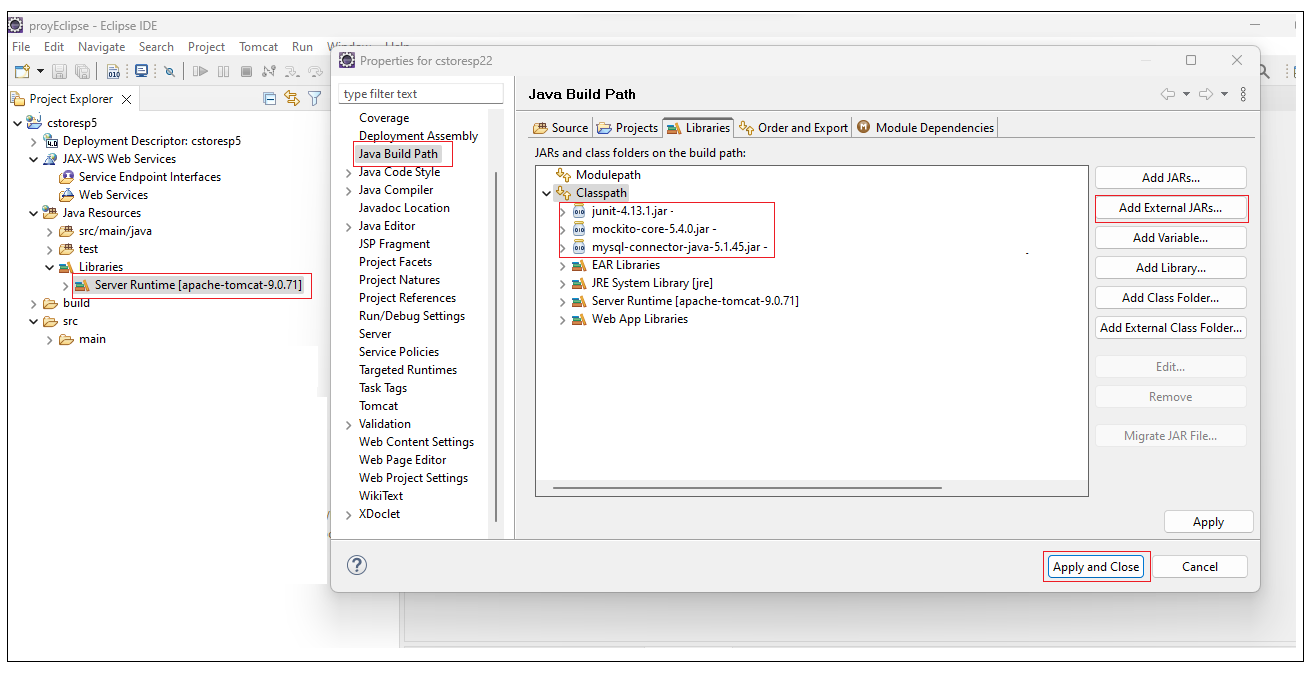 proyEclipse - Eclipse IDE
File Edit Navigate Search Project Tomcat Run Window Help
Project Explorer
cstoresp5
Deployment Descriptor: cstoresp5
JAX-WS Web Services
Service Endpoint Interfaces
Web Services
Java Resources
src/main/java
test
Libraries
Server Runtime [apache-tomcat-9.0.71]
build
src
main
Properties for cstoresp22
type filter text
Coverage
Deployment Assembly
Java Build Path
Java Code Style
Java Compiler
Javadoc Location
Java Editor
JSP Fragment
Project Facets
Project Natures
Project References
Run/Debug Settings
Server
Service Policies
Targeted Runtimes
Task Tags
Tomcat
Validation
Web Content Settings
Web Page Editor
Web Project Settings
WikiText
XDoclet
Java Build Path
Source Projects Libraries Order and Export Module Dependencies
JARs and class folders on the build path:
Modulepath
Classpath
junit-4.13.1.jar -
mockito-core-5.4.0.jar -
mysql-connector-java-5.1.45.jar -
EAR Libraries
JRE System Library [jre]
Server Runtime [apache-tomcat-9.0.71]
Web App Libraries
Add JARs...
Add External JARs...
Add Variable...
Add Library...
Add Class Folder...
Add External Class Folder...
Edit...
Remove
Migrate JAR File...
Apply
Apply and Close
Cancel